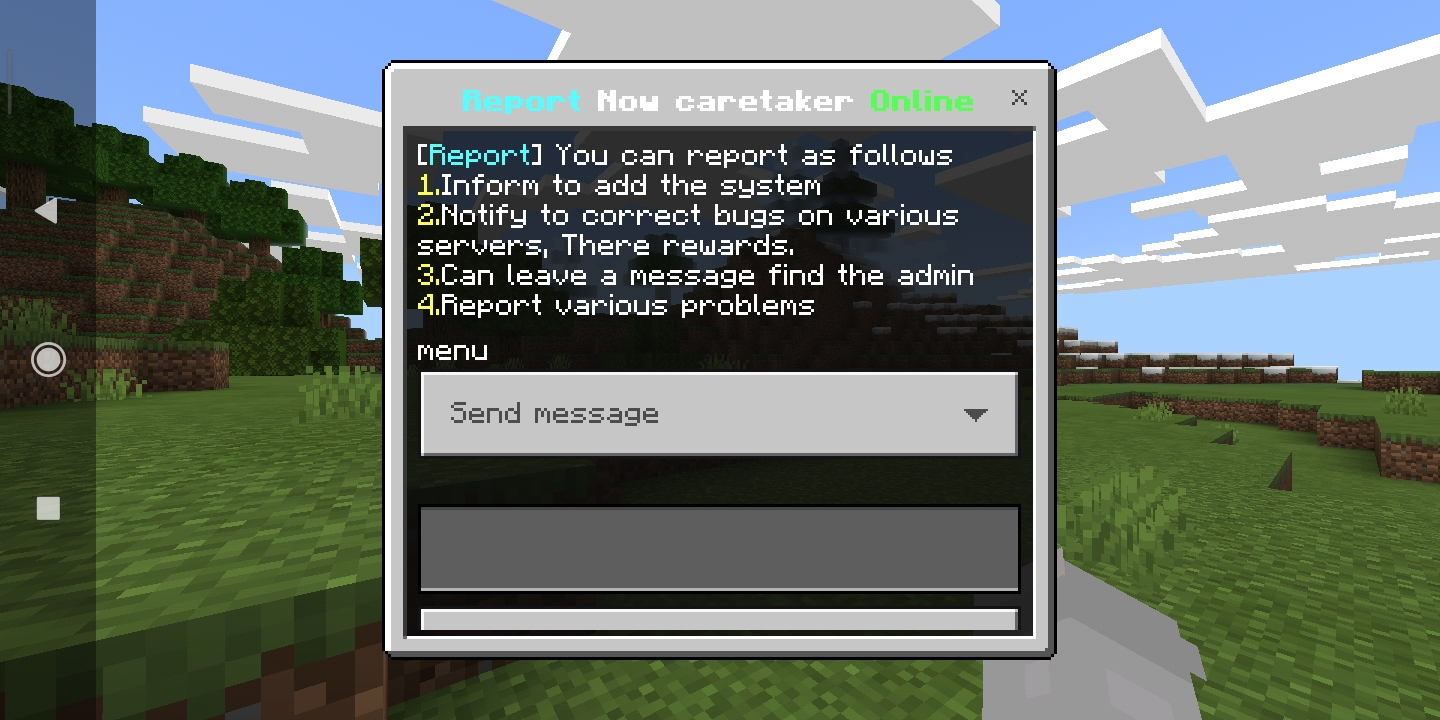 Report Now caretaker Online
[Report] You can report as follows
1.Inform to add the system
2.Notify to correct bugs on various
servers, There rewards.
3.Can leave a message find the admin
4.Report various problems
menu
Send message